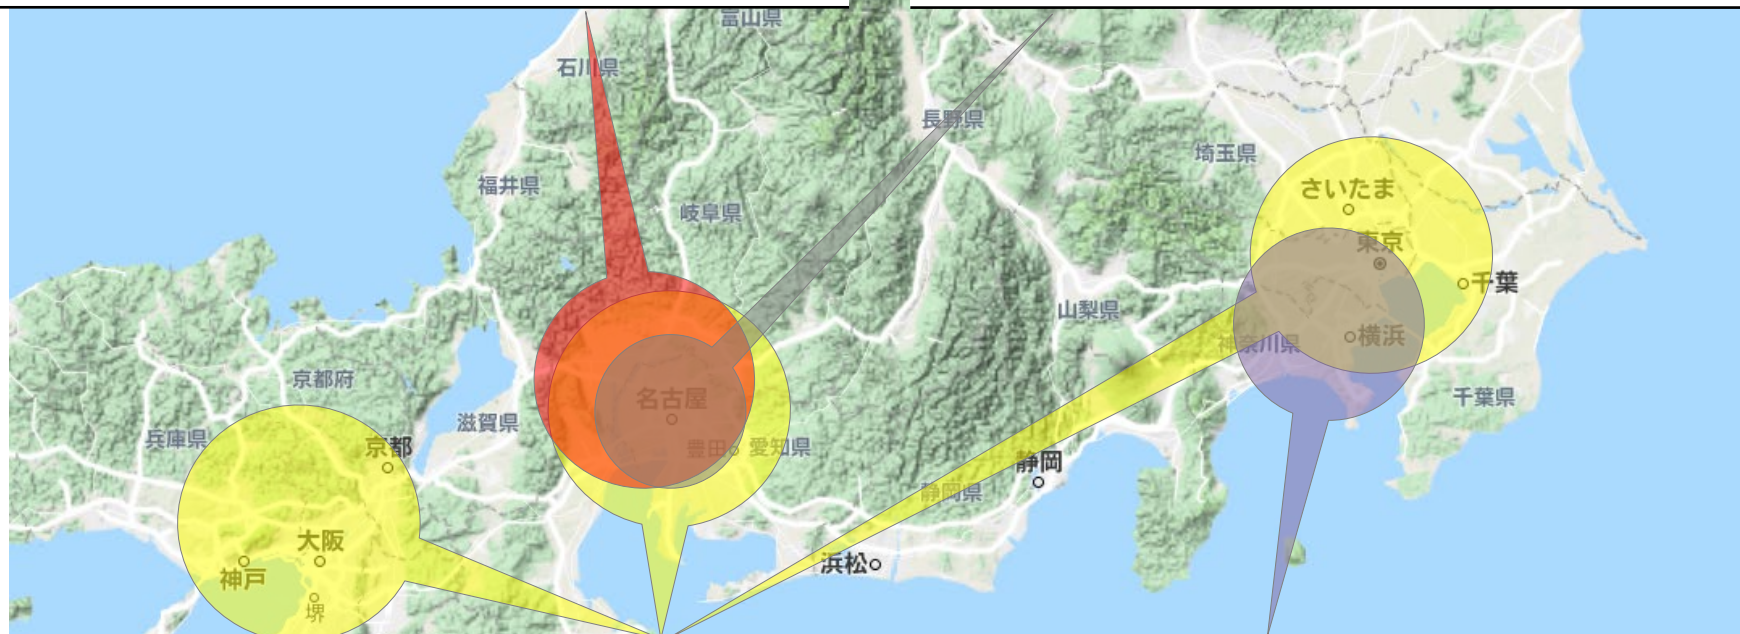 富山県
石川県
長野県
埼玉県
福井県
さいたま
岐阜県
東京
千葉
山梨県
横浜
神奈川県
京都府
千葉県
名古屋
滋賀県
兵庫県
京都
豊田
愛知県
静岡
静岡県
大阪
浜松
神戸
堺